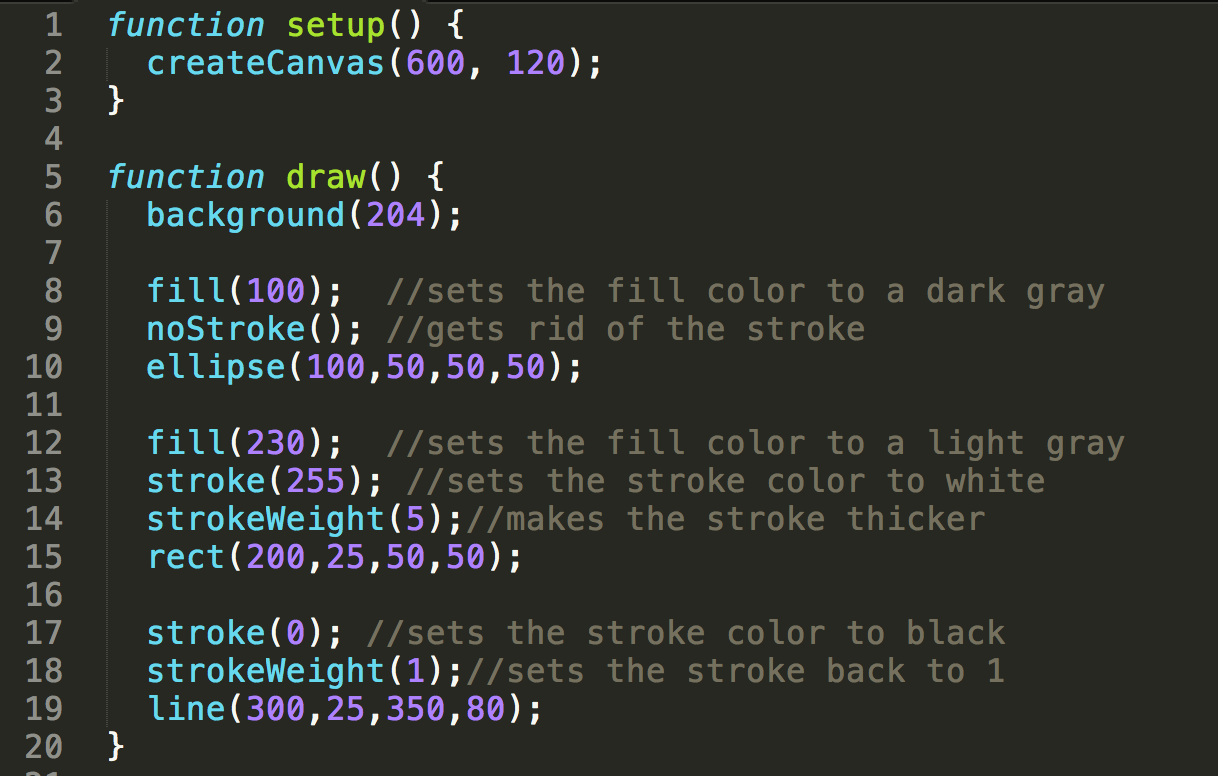 1 function setup() {
2 createCanvas(600, 120);
3 }
4
5 function draw() {
6 background(204);
7
8 fill(100);  //sets the fill color to a dark gray
9 noStroke(); //gets rid of the stroke
10 ellipse(100,50,50,50);
11
12 fill(230);  //sets the fill color to a light gray
13 stroke(255); //sets the stroke color to white
14 strokeWeight(5);//makes the stroke thicker
15 rect(200,25,50,50);
16
17 stroke(0); //sets the stroke color to black
18 strokeWeight(1);//sets the stroke back to 1
19 line(300,25,350,80);
20 }